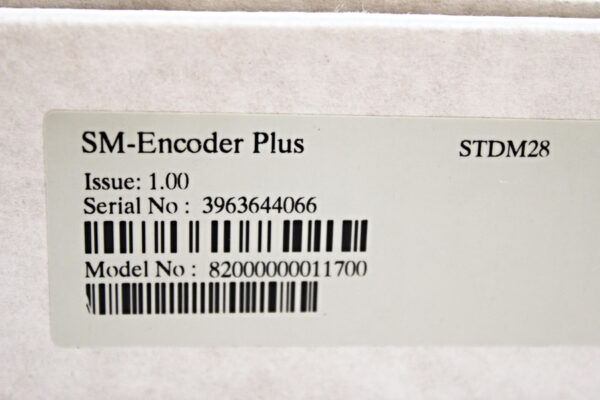 SM-Encoder Plus STDM28
Issue: 1.00
Serial No : 3963644066
Model No : 82000000011700